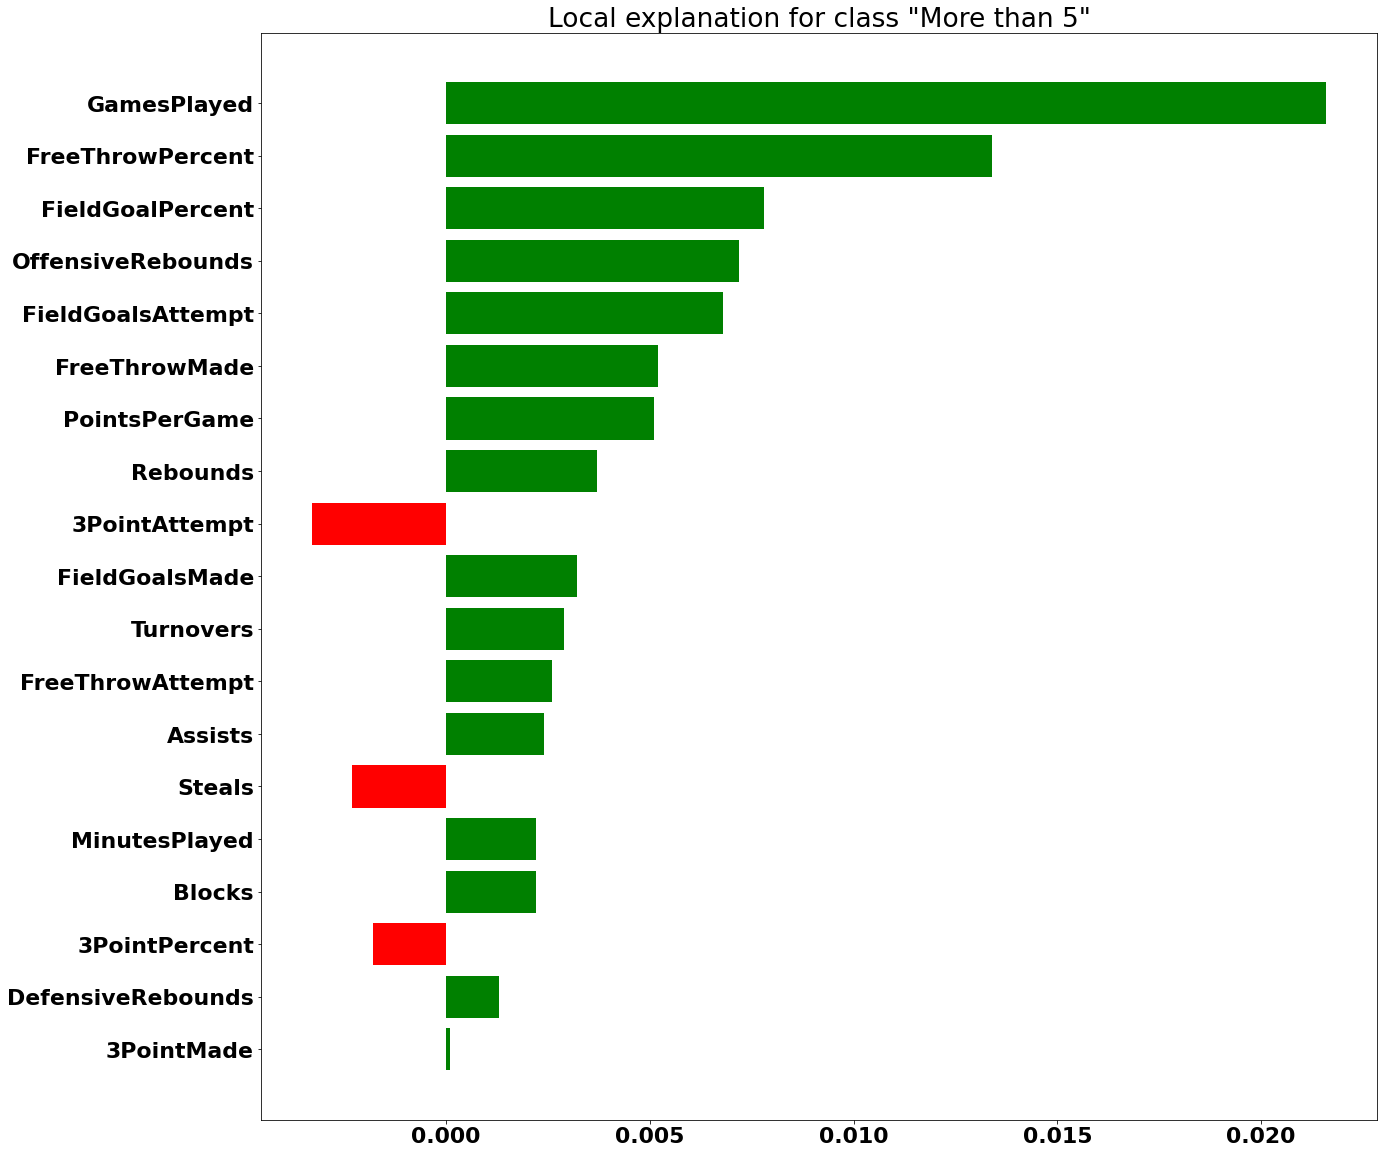 Local explanation for class "More than 5"
GamesPlayed
FreeThrowPercent
FieldGoalPercent
OffensiveRebounds
FieldGoalsAttempt
FreeThrowMade
PointsPerGame
Rebounds
3PointAttempt
FieldGoalsMade
Turnovers
FreeThrowAttempt
Assists
Steals
MinutesPlayed
Blocks
3PointPercent
DefensiveRebounds
3PointMade
0.000 0.005 0.010 0.015 0.020